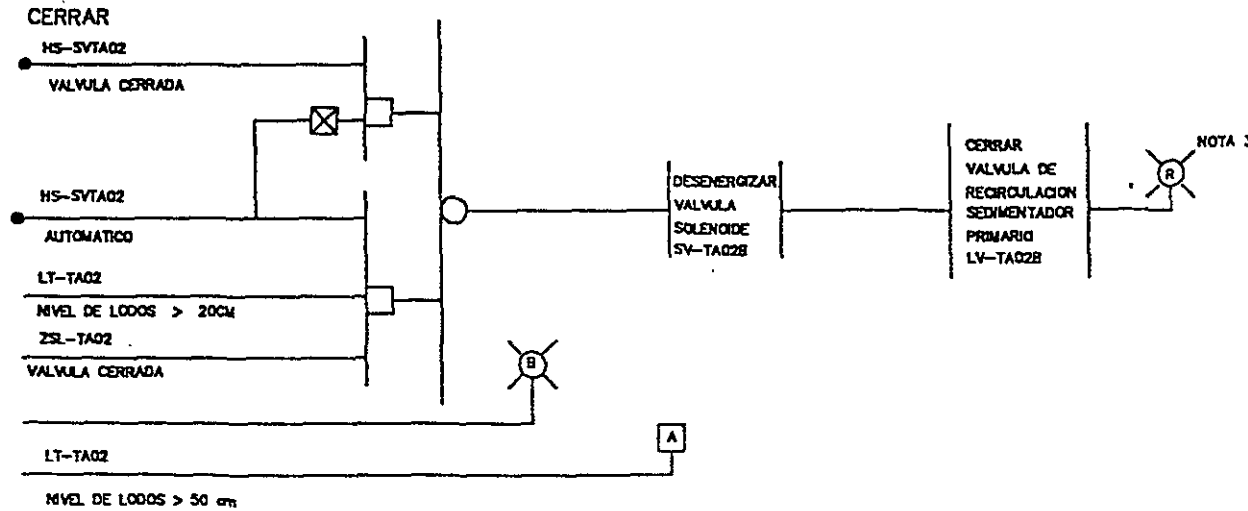 CERRAR
HS-SVTA02
VALVULA CERRADA
HS-SVTA02
AUTOMATICO
LT-TA02
NIVEL DE LODOS > 20CM
ZSL-TA02
VALVULA CERRADA
LT-TA02
NIVEL DE LODOS > 50 cm
B
A
DESENERGIZAR
VALVULA
SOLENOIDE
SV-TA02B
CERRAR
VALVULA DE
RECIRCULACION
SEDIMENTADOR
PRIMARIO
LV-TA02B
R
NOTA